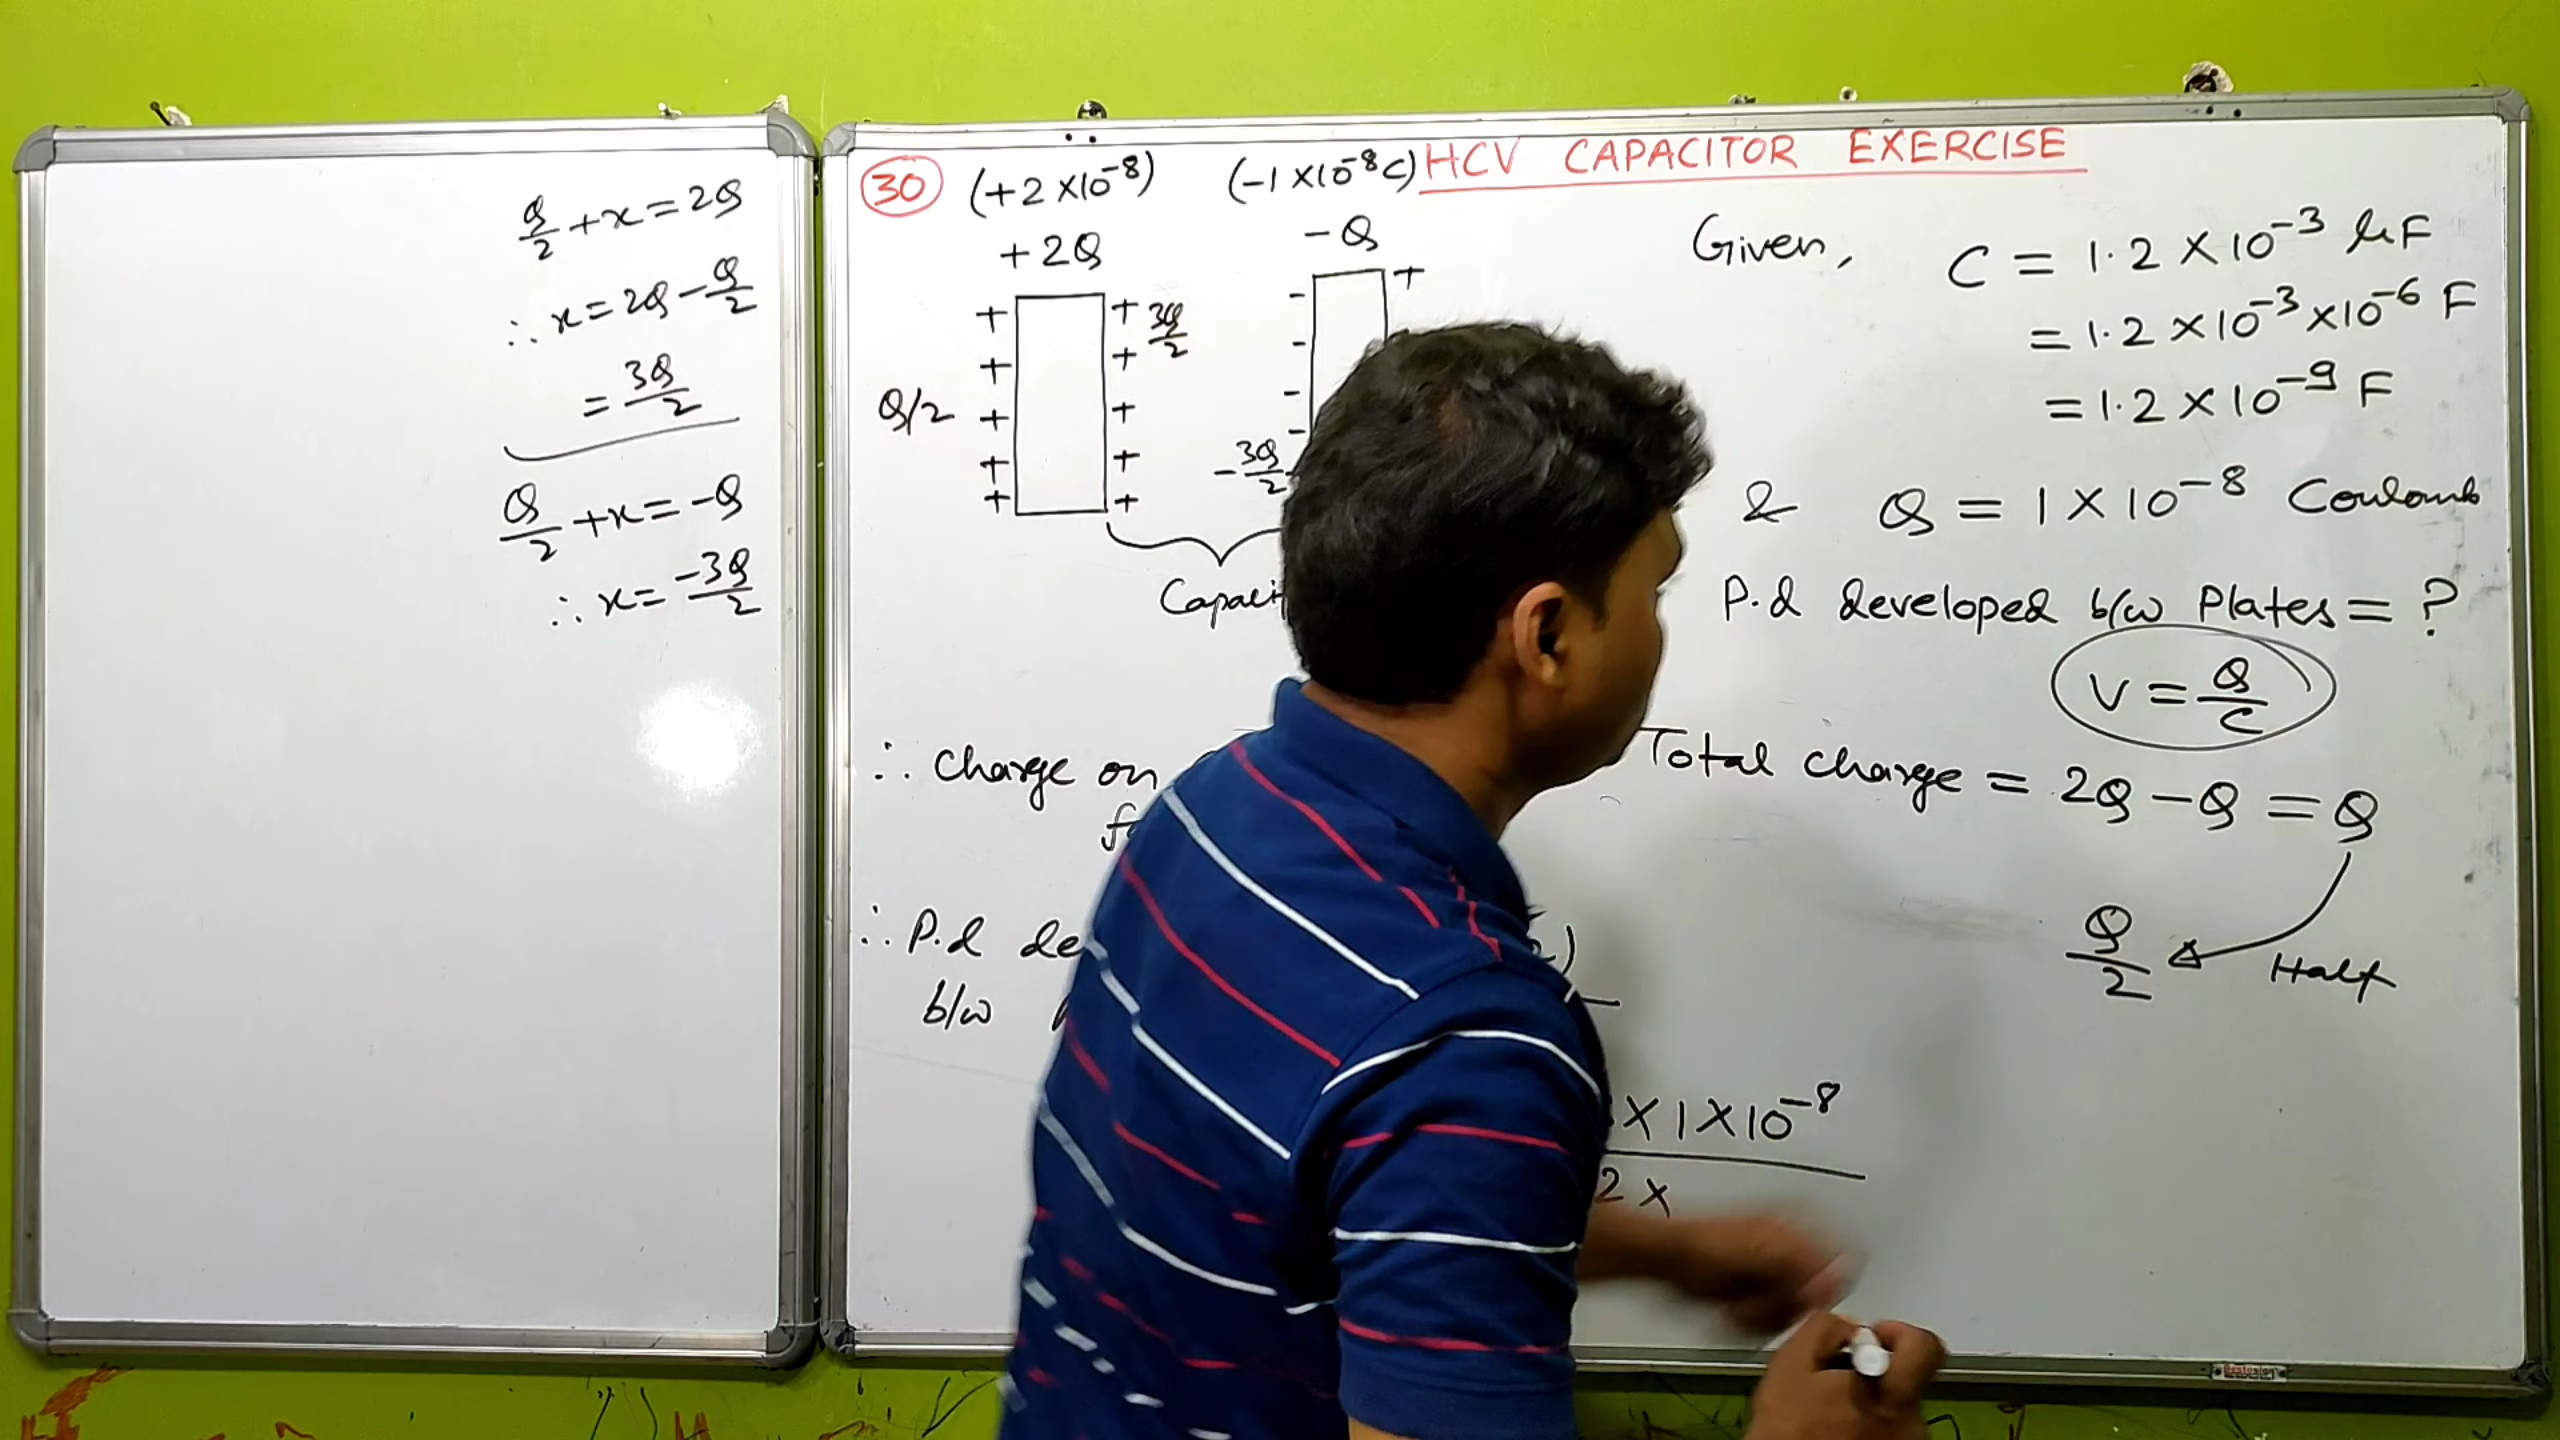 Q/2 + x = 2Q
∴ x = 2Q - Q/2
= 3Q/2
Q/2 + x = -Q
∴ x = -3Q/2
HCV CAPACITOR EXERCISE
30 (+2 × 10⁻⁸) (-1 × 10⁻⁸ C)
+2Q -Q
3Q/2
Q/2
-3Q/2
Given, C = 1.2 × 10⁻³ μF
= 1.2 × 10⁻³ × 10⁻⁶ F
= 1.2 × 10⁻⁹ F
& Q = 1 × 10⁻⁸ Coulomb
P.d developed b/w Plates = ?
V = Q/C
Total charge = 2Q - Q = Q
Q/2 Half
∴ Charge on
∴ P.d
b/w
× 1 × 10⁻⁸
2 ×